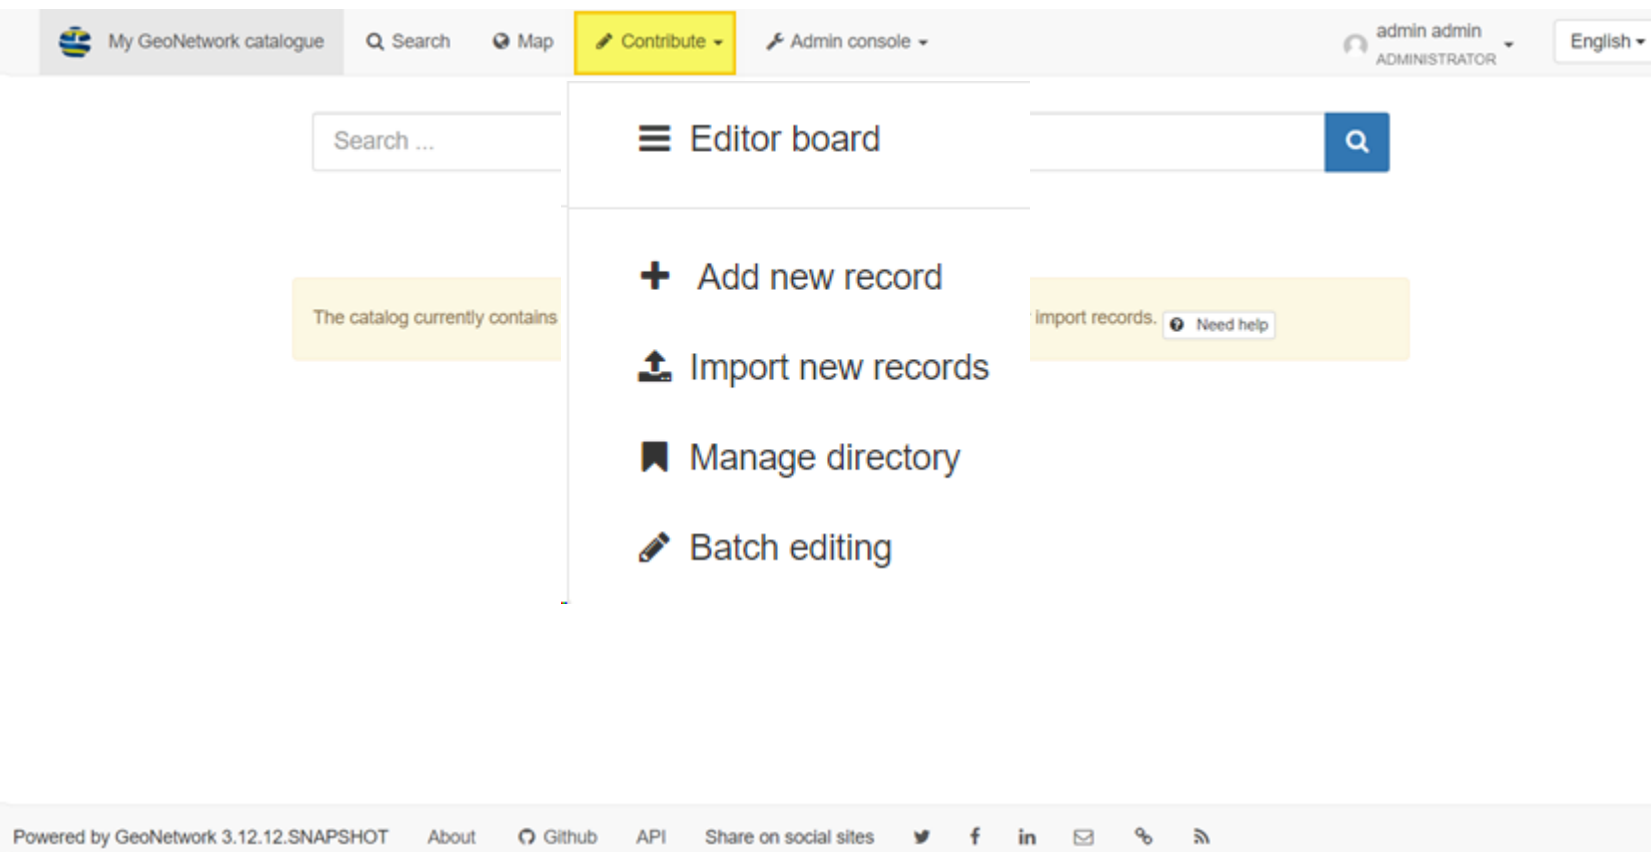 My GeoNetwork catalogue Search Map Contribute Admin console admin admin English
ADMINISTRATOR
Search ...
Editor board
Add new record
The catalog currently contains import records. Need help
Import new records
Manage directory
Batch editing
Powered by GeoNetwork 3.12.12.SNAPSHOT About Github API Share on social sites